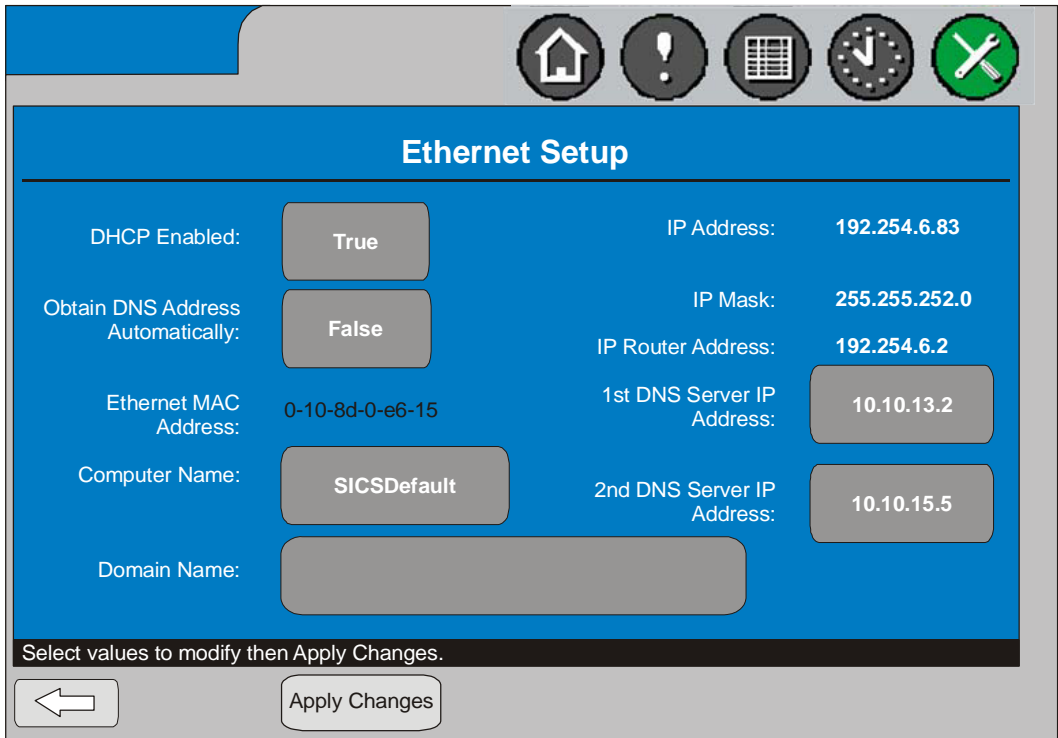 Ethernet Setup
DHCP Enabled:
True
Obtain DNS Address
Automatically:
False
Ethernet MAC
Address:
0-10-8d-0-e6-15
Computer Name:
SICSDefault
Domain Name:
IP Address:
192.254.6.83
IP Mask:
255.255.252.0
IP Router Address:
192.254.6.2
1st DNS Server IP
Address:
10.10.13.2
2nd DNS Server IP
Address:
10.10.15.5
Select values to modify then Apply Changes.
Apply Changes